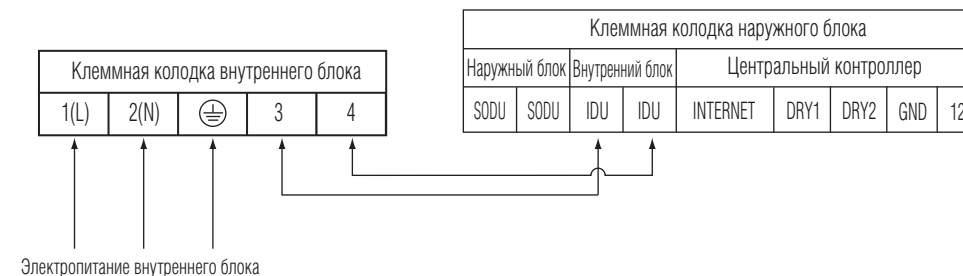 Клеммная колодка наружного блока
Клеммная колодка внутреннего блока
Наружный блок Внутренний блок Центральный контроллер
1(L) 2(N) 3 4
SODU SODU IDU IDU INTERNET DRY1 DRY2 GND 12
Электропитание внутреннего блока